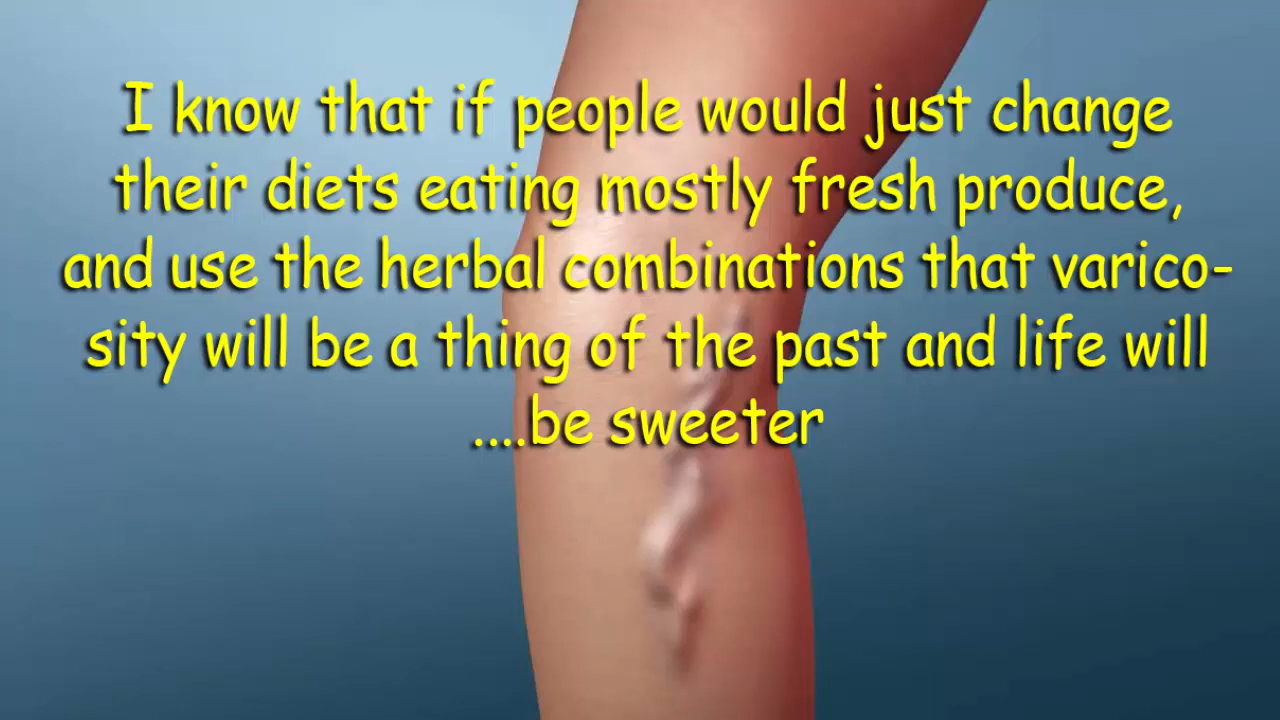 I know that if people would just change
their diets eating mostly fresh produce,
and use the herbal combinations that varico-
sity will be a thing of the past and life will
....be sweeter